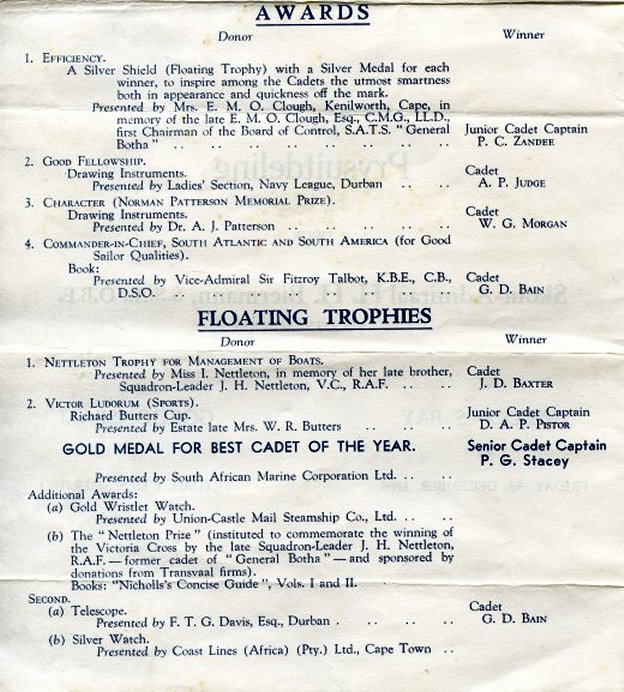 AWARDS
Donor Winner
1. EFFICIENCY.
A Silver Shield (Floating Trophy) with a Silver Medal for each
winner, to inspire among the Cadets the utmost smartness
both in appearance and quickness off the mark.
Presented by Mrs. E. M. O. Clough, Kenilworth, Cape, in
memory of the late E. M. O. Clough, Esq., C.M.G., LL.D.,
first Chairman of the Board of Control, S.A.T.S. "General Junior Cadet Captain
Botha" .. .. .. .. .. .. .. P. C. ZANDEE
2. GOOD FELLOWSHIP.
Drawing Instruments. Cadet
Presented by Ladies' Section, Navy League, Durban .. .. A. P. JUDGE
3. CHARACTER (NORMAN PATTERSON MEMORIAL PRIZE).
Drawing Instruments. Cadet
Presented by Dr. A. J. Patterson .. .. .. .. W. G. MORGAN
4. COMMANDER-IN-CHIEF, SOUTH ATLANTIC AND SOUTH AMERICA (for Good
Sailor Qualities).
Book:
Presented by Vice-Admiral Sir Fitzroy Talbot, K.B.E., C.B., Cadet
D.S.O. .. .. .. .. .. .. .. G. D. BAIN
FLOATING TROPHIES
Donor Winner
1. NETTLETON TROPHY FOR MANAGEMENT OF BOATS.
Presented by Miss I. Nettleton, in memory of her late brother, Cadet
Squadron-Leader J. H. Nettleton, V.C., R.A.F. .. .. J. D. BAXTER
2. VICTOR LUDORUM (SPORTS).
Richard Butters Cup. Junior Cadet Captain
Presented by Estate late Mrs. W. R. Butters .. .. .. D. A. P. PISTOR
GOLD MEDAL FOR BEST CADET OF THE YEAR. Senior Cadet Captain
P. G. Stacey
Presented by South African Marine Corporation Ltd. .. ..
Additional Awards:
(a) Gold Wristlet Watch.
Presented by Union-Castle Mail Steamship Co., Ltd. .. ..
(b) The "Nettleton Prize" (instituted to commemorate the winning of
the Victoria Cross by the late Squadron-Leader J. H. Nettleton,
R.A.F.—former cadet of "General Botha"—and sponsored by
donations from Transvaal firms).
Books: "Nicholls's Concise Guide", Vols. I and II.
SECOND.
(a) Telescope. Cadet
Presented by F. T. G. Davis, Esq., Durban . .. .. .. G. D. BAIN
(b) Silver Watch.
Presented by Coast Lines (Africa) (Pty.) Ltd., Cape Town ..